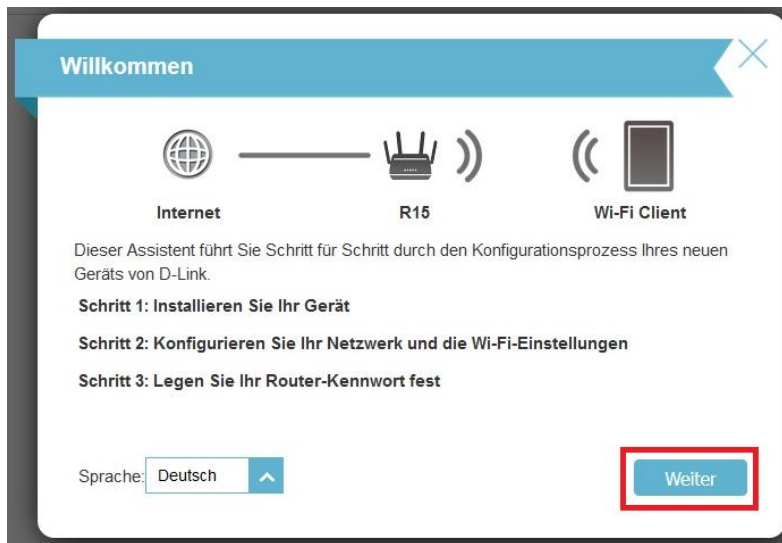 Willkommen
Internet
R15
Wi-Fi Client
Dieser Assistent führt Sie Schritt für Schritt durch den Konfigurationsprozess Ihres neuen
Geräts von D-Link.
Schritt 1: Installieren Sie Ihr Gerät
Schritt 2: Konfigurieren Sie Ihr Netzwerk und die Wi-Fi-Einstellungen
Schritt 3: Legen Sie Ihr Router-Kennwort fest
Sprache: Deutsch
Weiter